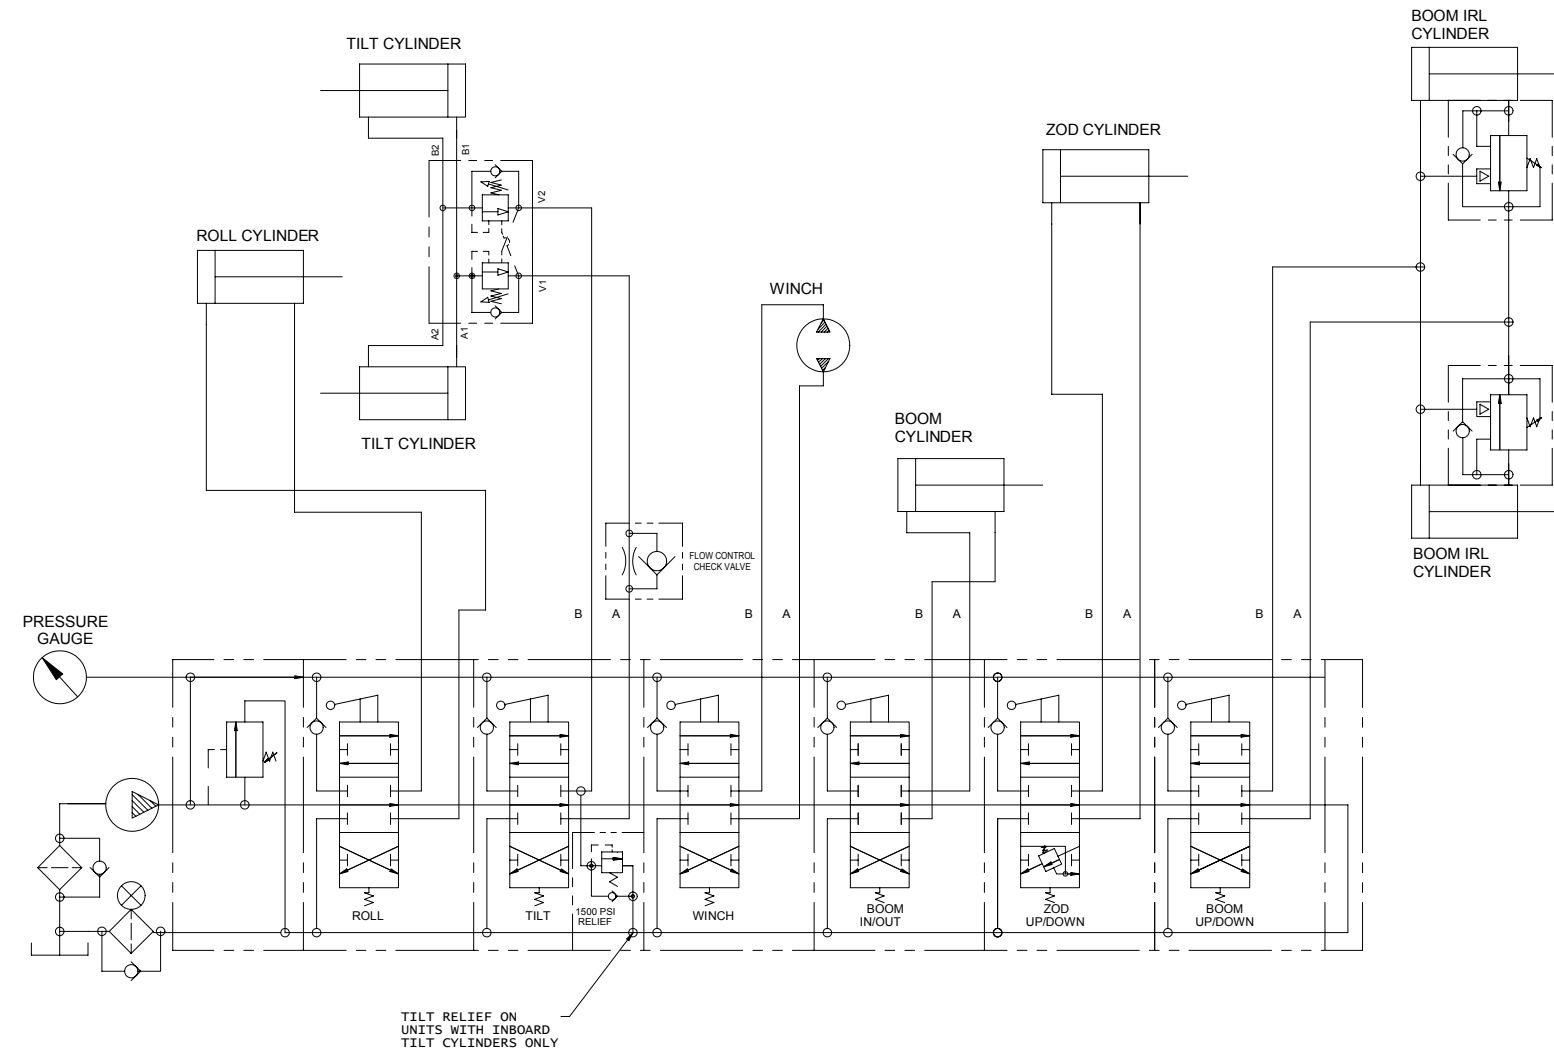 BOOM IRL
CYLINDER
TILT CYLINDER
ZOD CYLINDER
B2
B1
V2
ROLL CYLINDER
V1
WINCH
A2
A1
BOOM
CYLINDER
TILT CYLINDER
FLOW CONTROL
CHECK VALVE
BOOM IRL
CYLINDER
PRESSURE
GAUGE
B
A
B
A
B
A
B
A
B
A
ROLL
TILT
1500 PSI
RELIEF
WINCH
BOOM
IN/OUT
ZOD
UP/DOWN
BOOM
UP/DOWN
TILT RELIEF ON
UNITS WITH INBOARD
TILT CYLINDERS ONLY